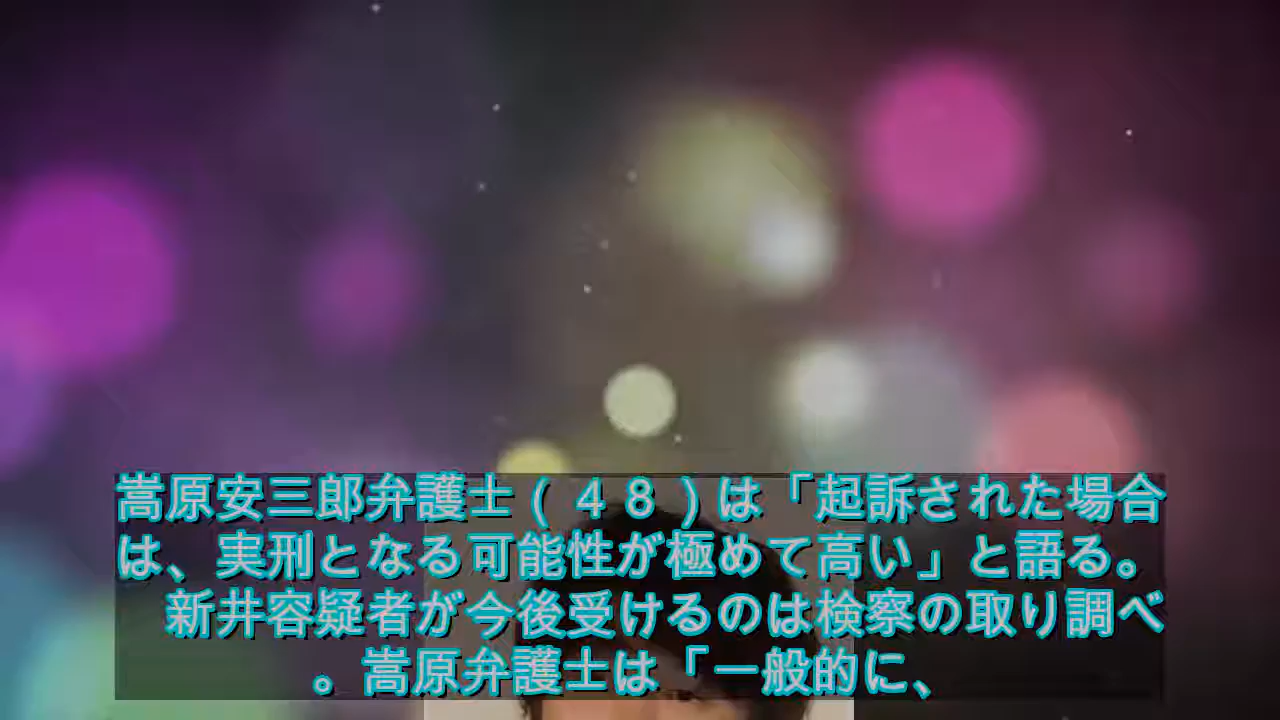 嵩原安三郎弁護士(４８)は「起訴された場合
は、実刑となる可能性が極めて高い」と語る。
新井容疑者が今後受けるのは検察の取り調べ
。嵩原弁護士は「一般的に、